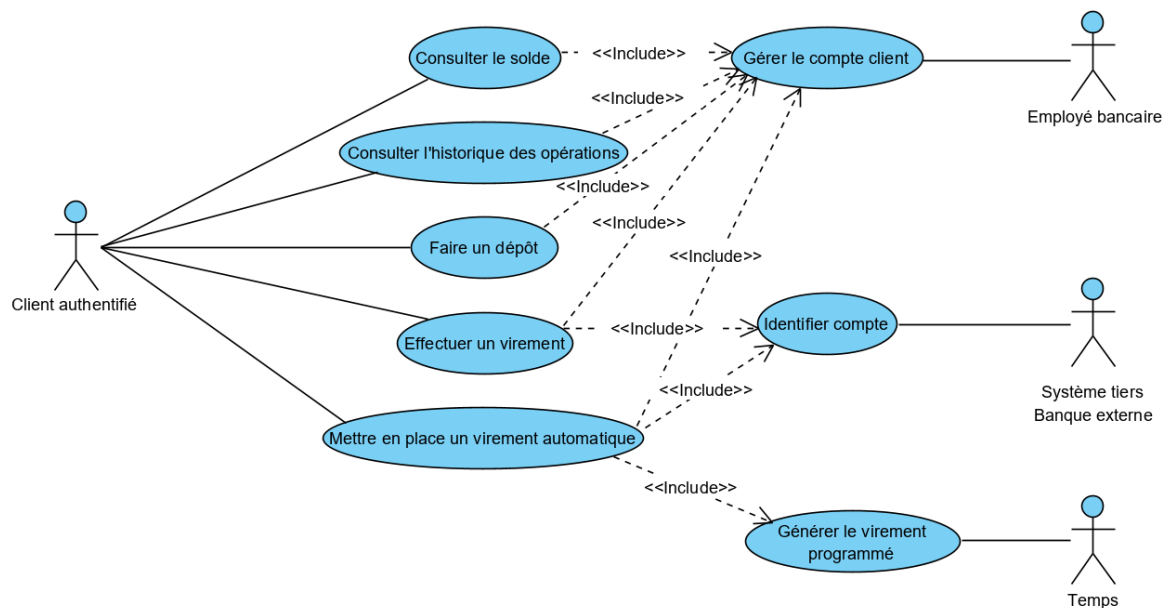 Consulter le solde
<<Include>>
Gérer le compte client
Employé bancaire
<<Include>>
Consulter l'historique des opérations
<<Include>>
<<Include>>
Faire un dépôt
<<Include>>
Client authentifié
Effectuer un virement
<<Include>>
Identifier compte
<<Include>>
Système tiers
Banque externe
Mettre en place un virement automatique
<<Include>>
Générer le virement
programmé
Temps